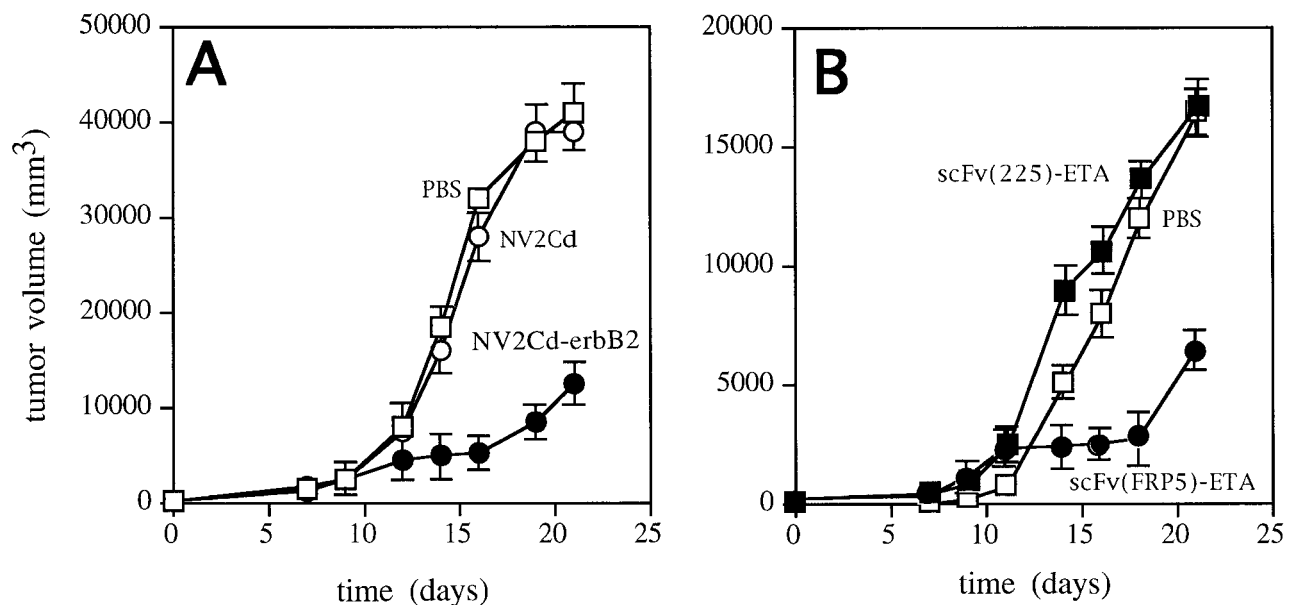 A
50000
40000
30000
20000
10000
0
tumor volume (mm3)
PBS
NV2Cd
NV2Cd-erbB2
0 5 10 15 20 25
time (days)
B
20000
15000
10000
5000
0
scFv(225)-ETA
PBS
scFv(FRP5)-ETA
0 5 10 15 20 25
time (days)